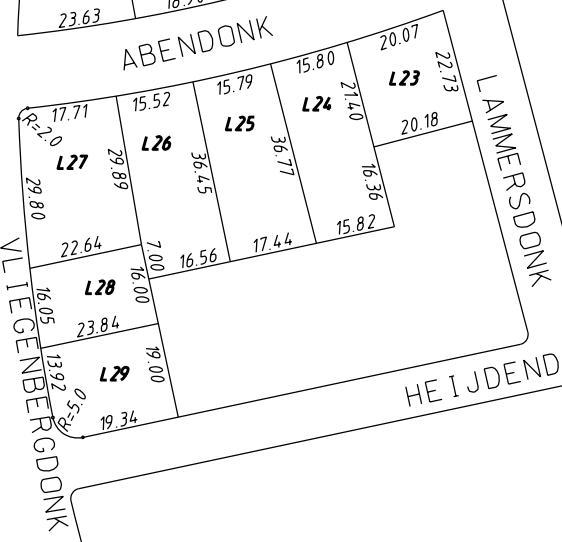 23.63
ABENDONK
20.07
15.80
15.79
15.52
17.71
R=2.0
22.73
L23
21.40
L24
L25
L26
L27
LAMMERSDONK
20.18
36.77
36.45
29.89
29.80
16.36
15.82
17.44
16.56
7.00
22.64
16.00
L28
16.05
23.84
VLIEGENBERGDONK
13.92
L29
19.00
R=5.0
19.34
HEIJDEND